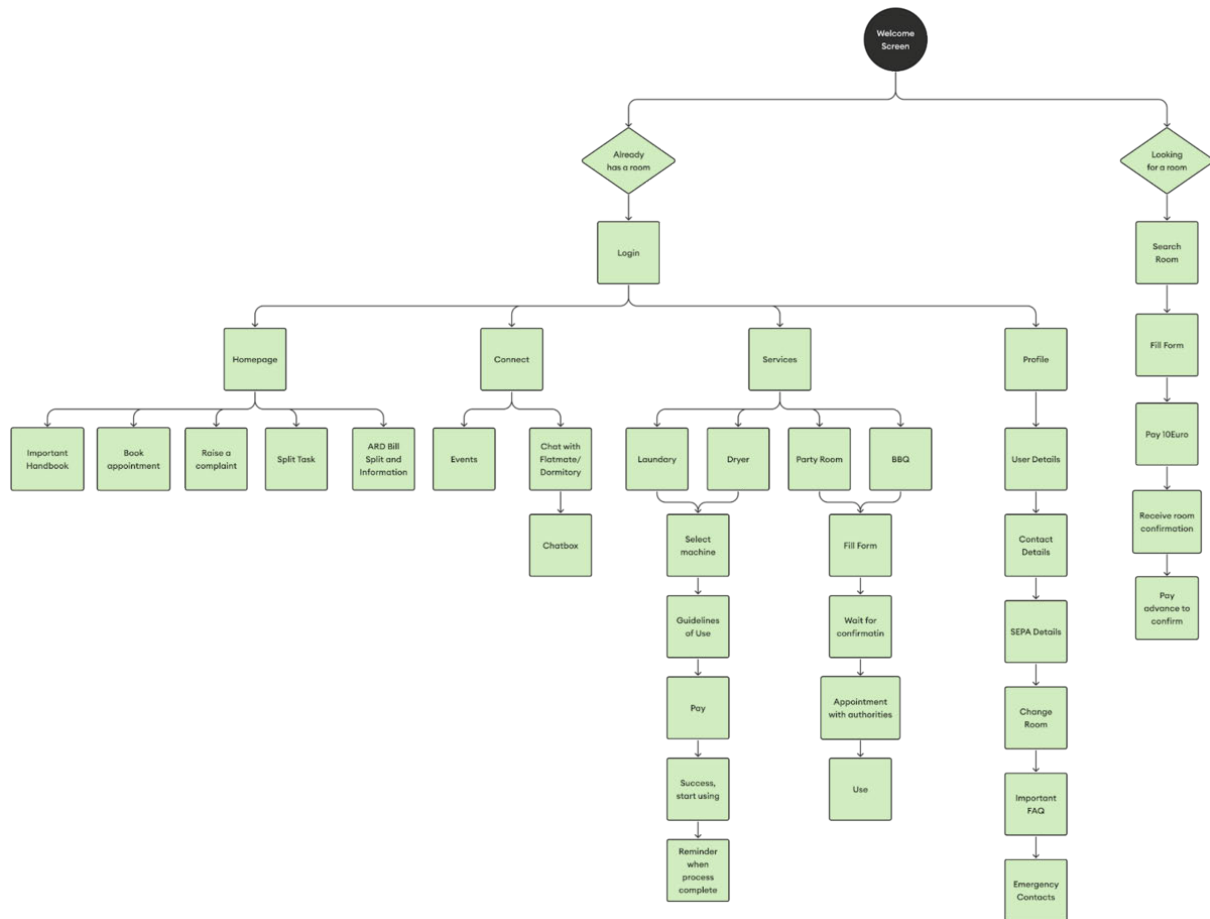 Welcome
Screen
Already
has a room
Looking
for a room
Login
Search
Room
Homepage
Connect
Services
Profile
Fill Form
Important
Handbook
Book
appointment
Raise a
complaint
Split Task
ARD Bill
Split and
Information
Events
Chat with
Flatmate/
Dormitory
Laundary
Dryer
Party Room
BBQ
User Details
Pay 10Euro
Chatbox
Select
machine
Fill Form
Contact
Details
Receive room
confirmation
Guidelines
of Use
Wait for
confirmatin
SEPA Details
Pay
advance to
confirm
Pay
Appointment
with authorities
Change
Room
Success,
start using
Use
Important
FAQ
Reminder
when
process
complete
Emergency
Contacts